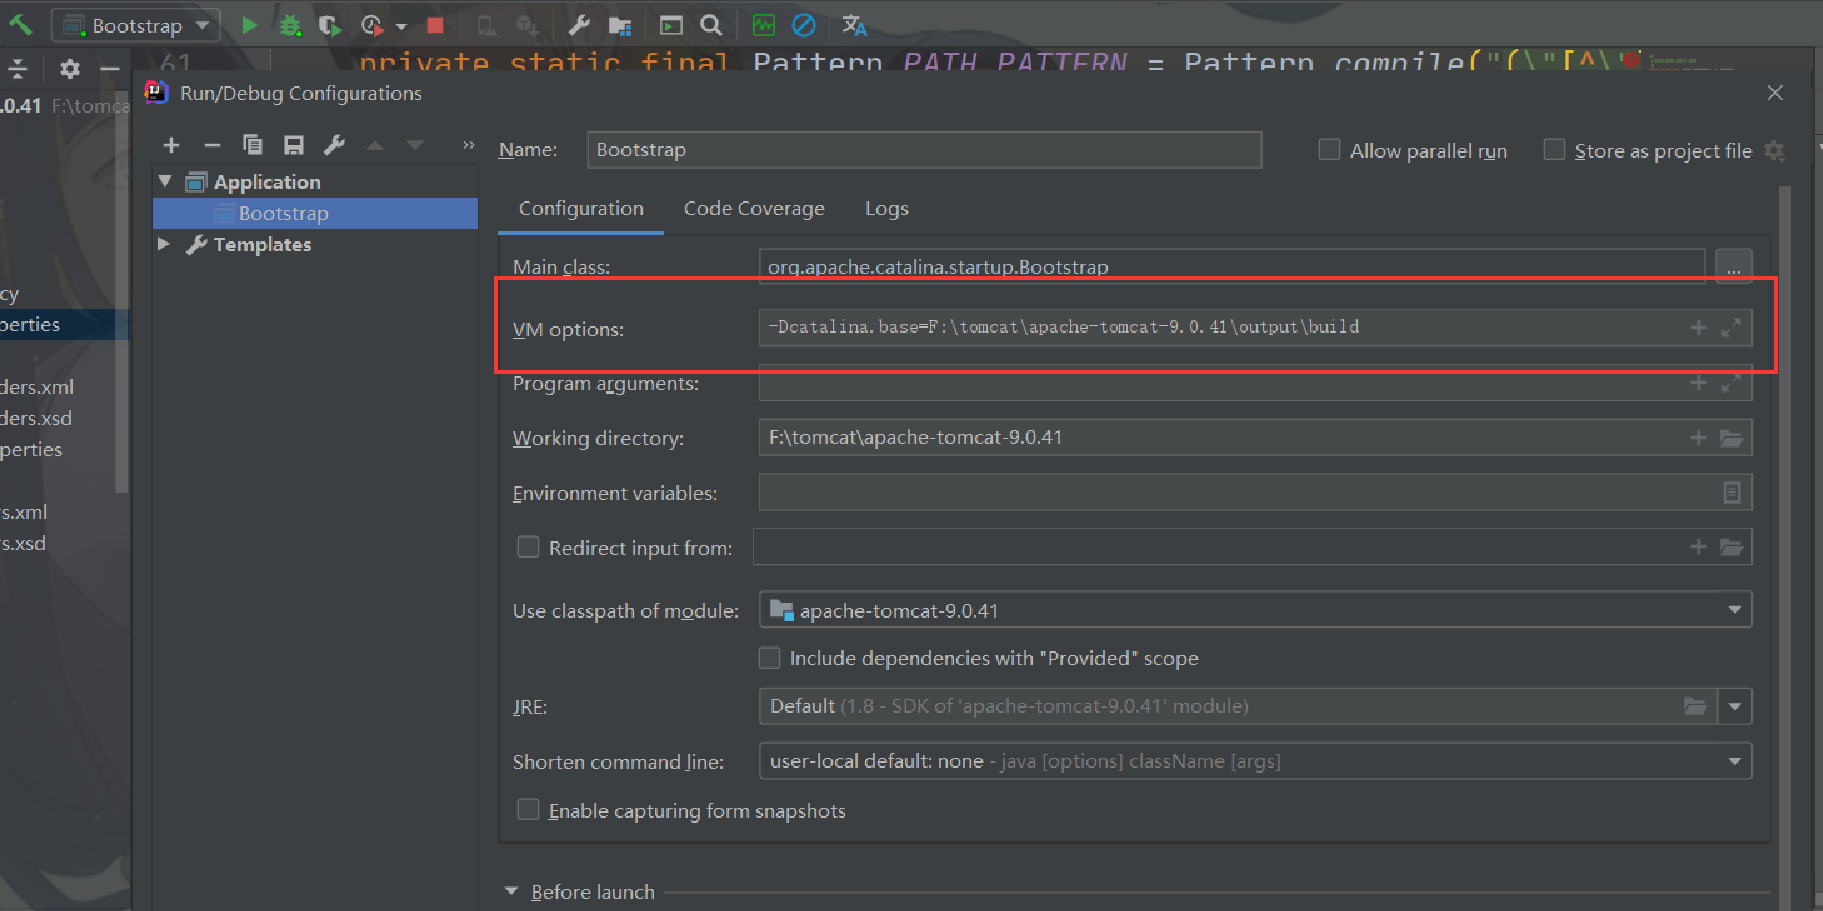 Bootstrap
61 private static final Pattern PATH_PATTERN = Pattern.compile("(\"[^\"
.0.41 F:\tomca
cy
perties
ders.xml
ders.xsd
perties
s.xml
s.xsd
Run/Debug Configurations
Application
Bootstrap
Templates
Name: Bootstrap
Allow parallel run
Store as project file
Configuration Code Coverage Logs
Main class: org.apache.catalina.startup.Bootstrap ...
VM options: -Dcatalina.base=F:\tomcat\apache-tomcat-9.0.41\output\build
Program arguments:
Working directory: F:\tomcat\apache-tomcat-9.0.41
Environment variables:
Redirect input from:
Use classpath of module: apache-tomcat-9.0.41
Include dependencies with "Provided" scope
JRE: Default (1.8 - SDK of 'apache-tomcat-9.0.41' module)
Shorten command line: user-local default: none - java [options] className [args]
Enable capturing form snapshots
Before launch